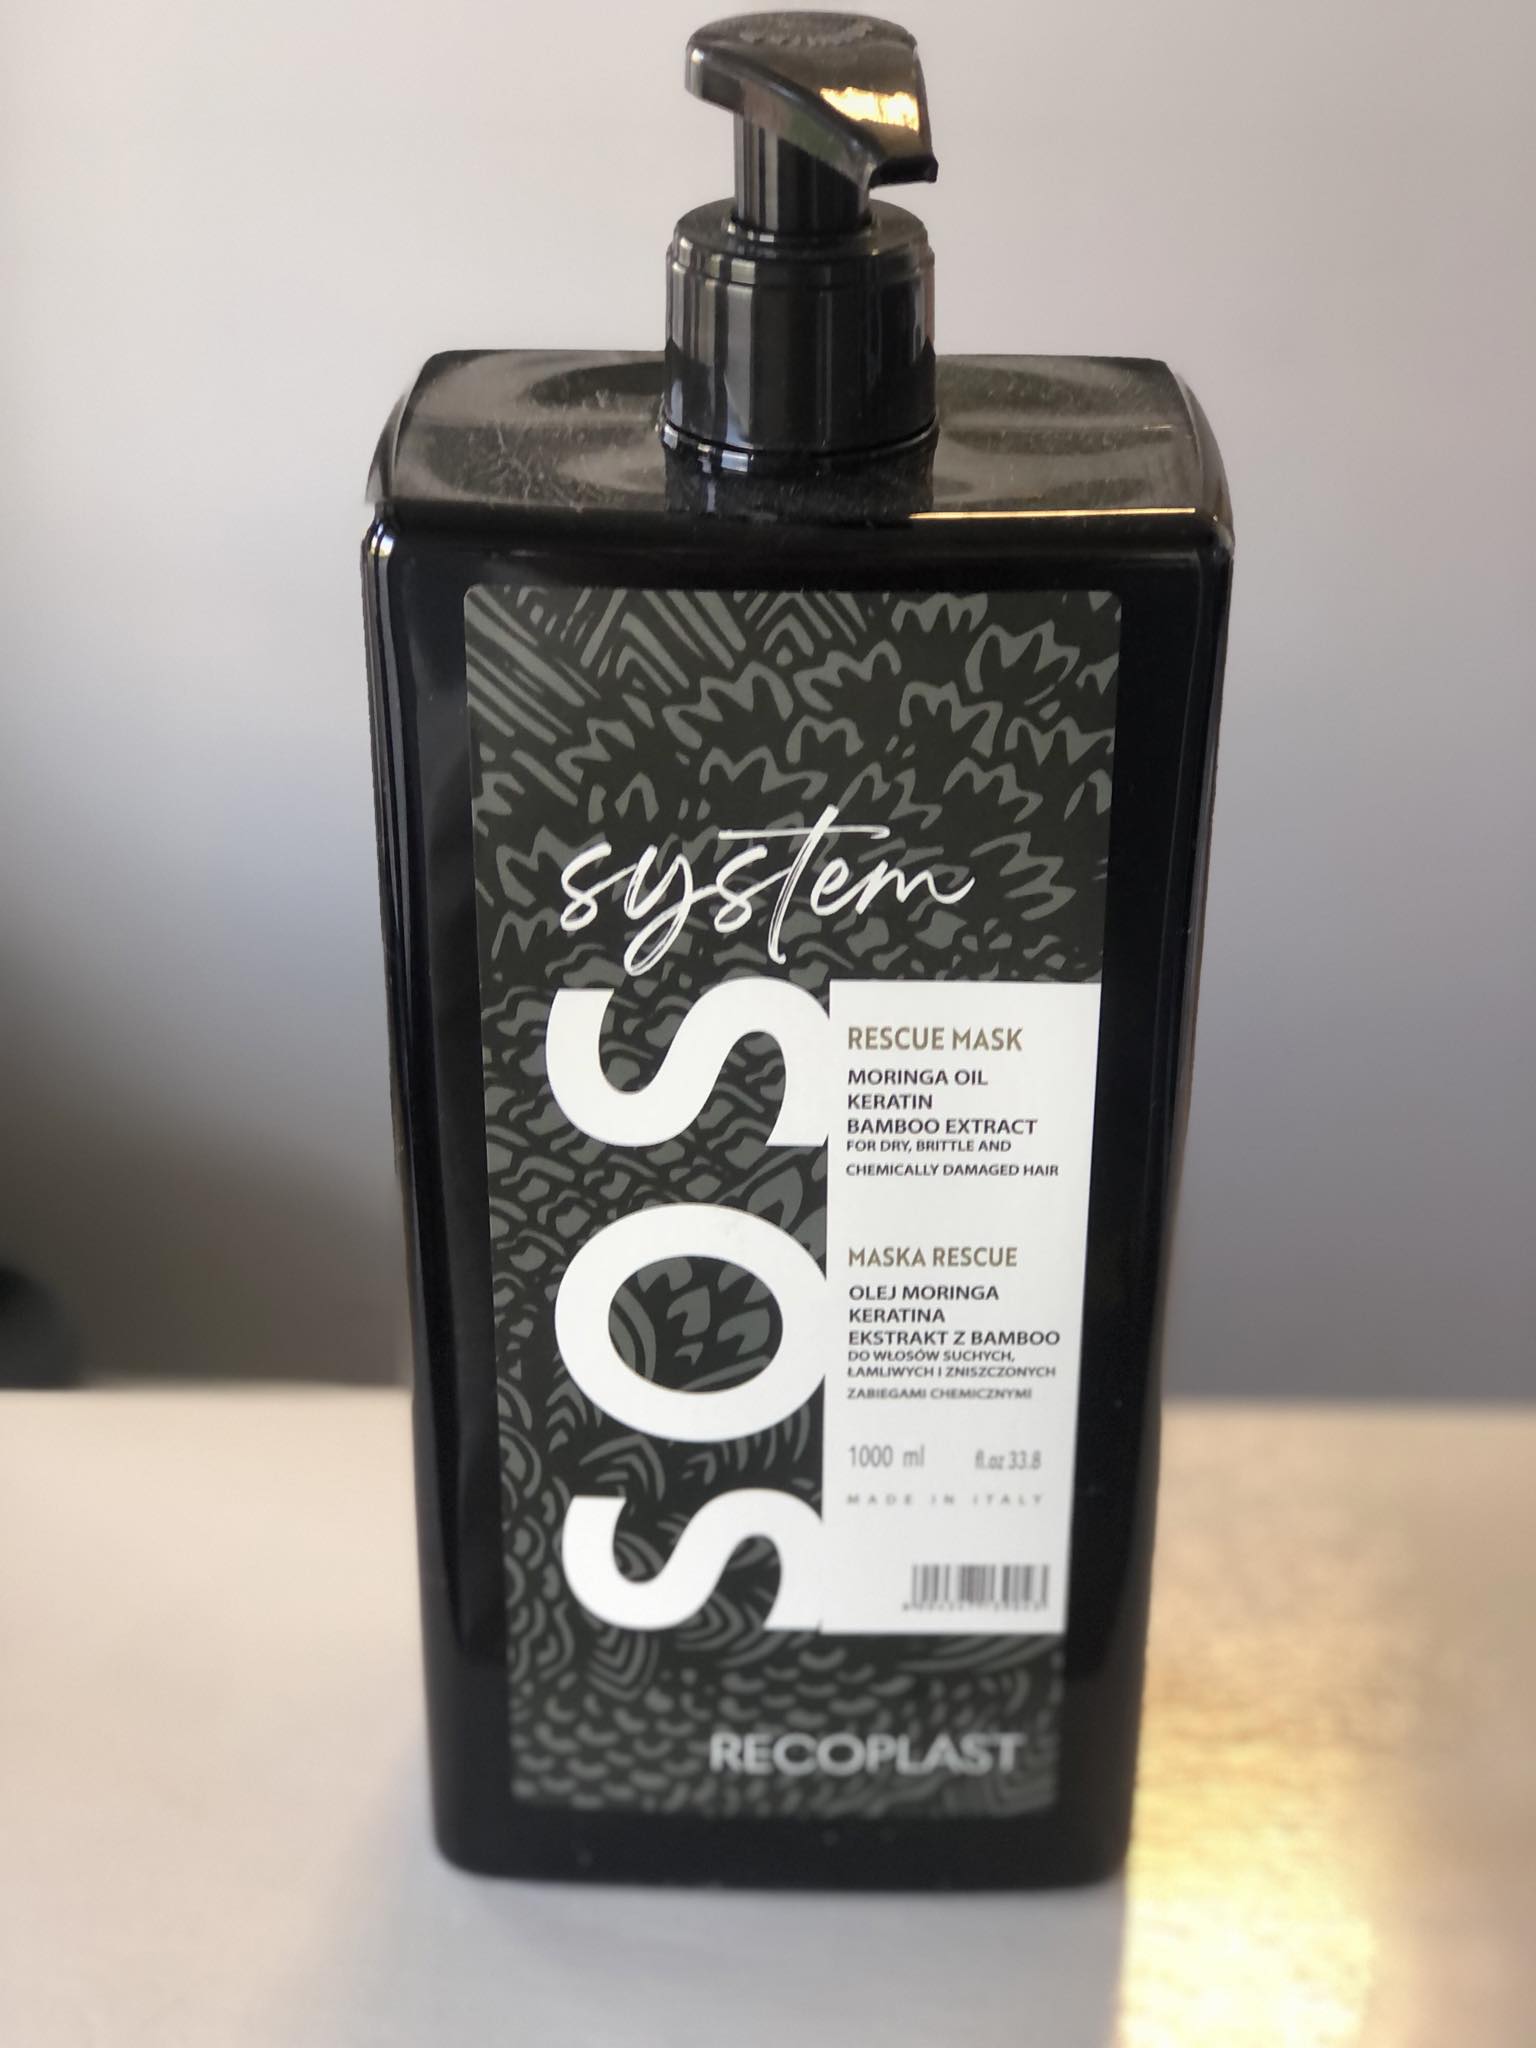 system
SOS
RESCUE MASK
MORINGA OIL
KERATIN
BAMBOO EXTRACT
FOR DRY, BRITTLE AND
CHEMICALLY DAMAGED HAIR
MASKA RESCUE
OLEJ MORINGA
KERATINA
EKSTRAKT Z BAMBOO
DO WŁOSÓW SUCHYCH,
ŁAMLIWYCH I ZNISZCZONYCH
ZABIEGAMI CHEMICZNYMI
1000 ml fl.oz 33.8
MADE IN ITALY
RECOPLAST